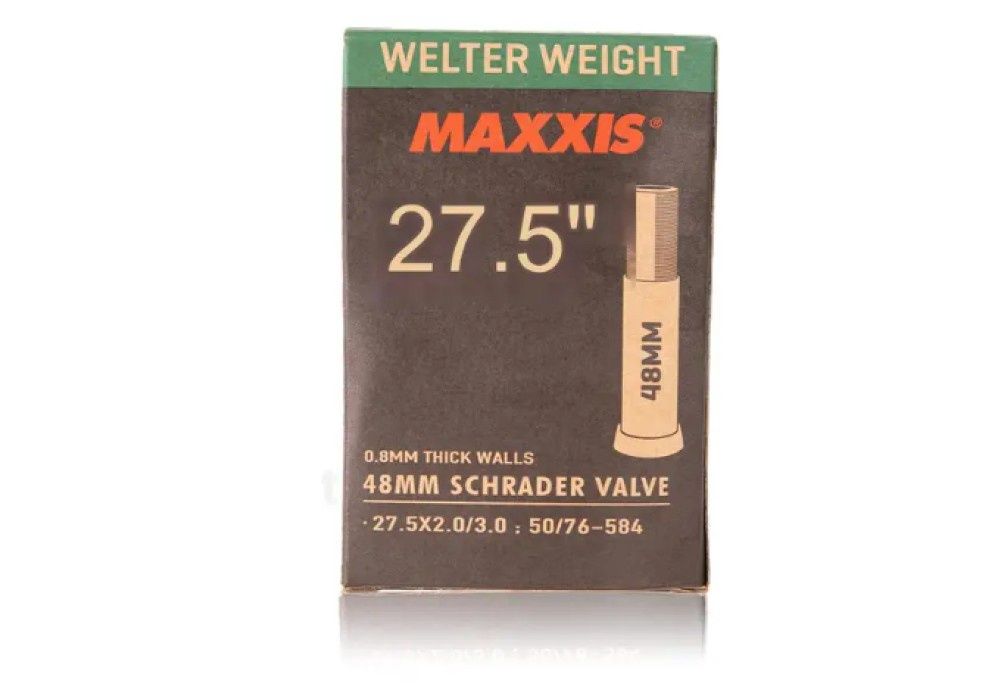 WELTER WEIGHT
MAXXIS®
27.5"
48MM
0.8MM THICK WALLS
48MM SCHRADER VALVE
· 27.5X2.0/3.0 ; 50/76-584